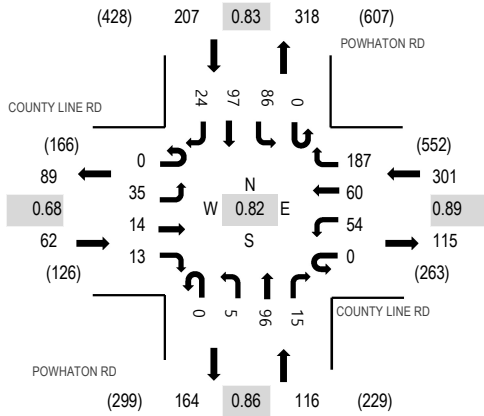 (428) 207 0.83 318 (607)
POWHATON RD
COUNTY LINE RD
24 97 86 0
(166) (552)
0 187
89 301
35 60
N
0.68 W 0.82 E 0.89
14 54
S
62 115
13 0
(126) (263)
0 5 96 15
COUNTY LINE RD
POWHATON RD
(299) 164 0.86 116 (229)